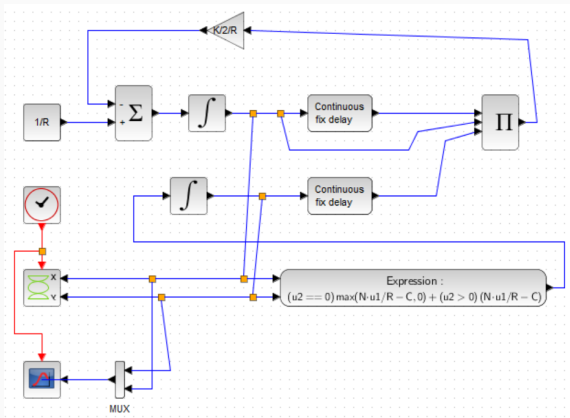 K/2/R
-
+
Σ
∫
Continuous
fix delay
Π
1/R
∫
Continuous
fix delay
X
Y
Expression :
(u2 == 0) max(N·u1/R − C, 0) + (u2 > 0) (N·u1/R − C)
MUX